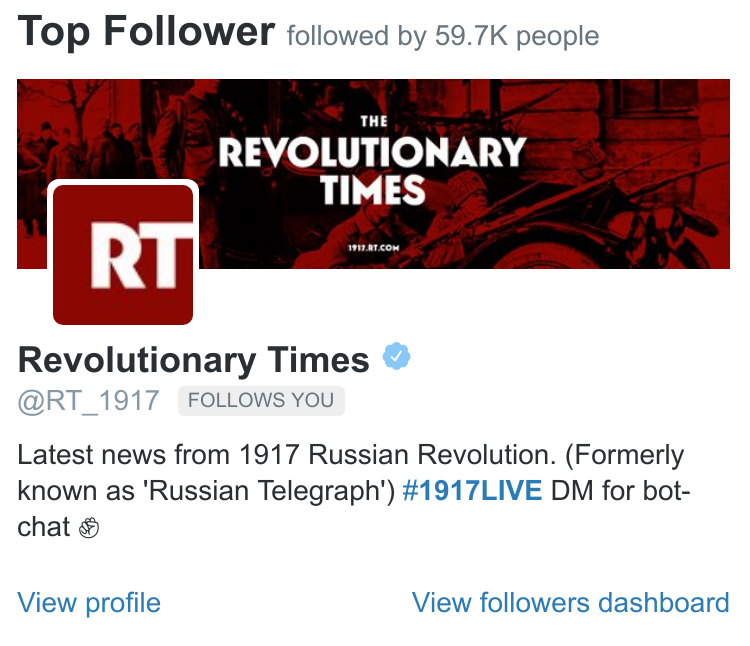 Top Follower followed by 59.7K people
THE
REVOLUTIONARY
TIMES
1917.RT.COM
RT
Revolutionary Times
@RT_1917 FOLLOWS YOU
Latest news from 1917 Russian Revolution. (Formerly
known as 'Russian Telegraph') #1917LIVE DM for bot-
chat ✊
View profile View followers dashboard